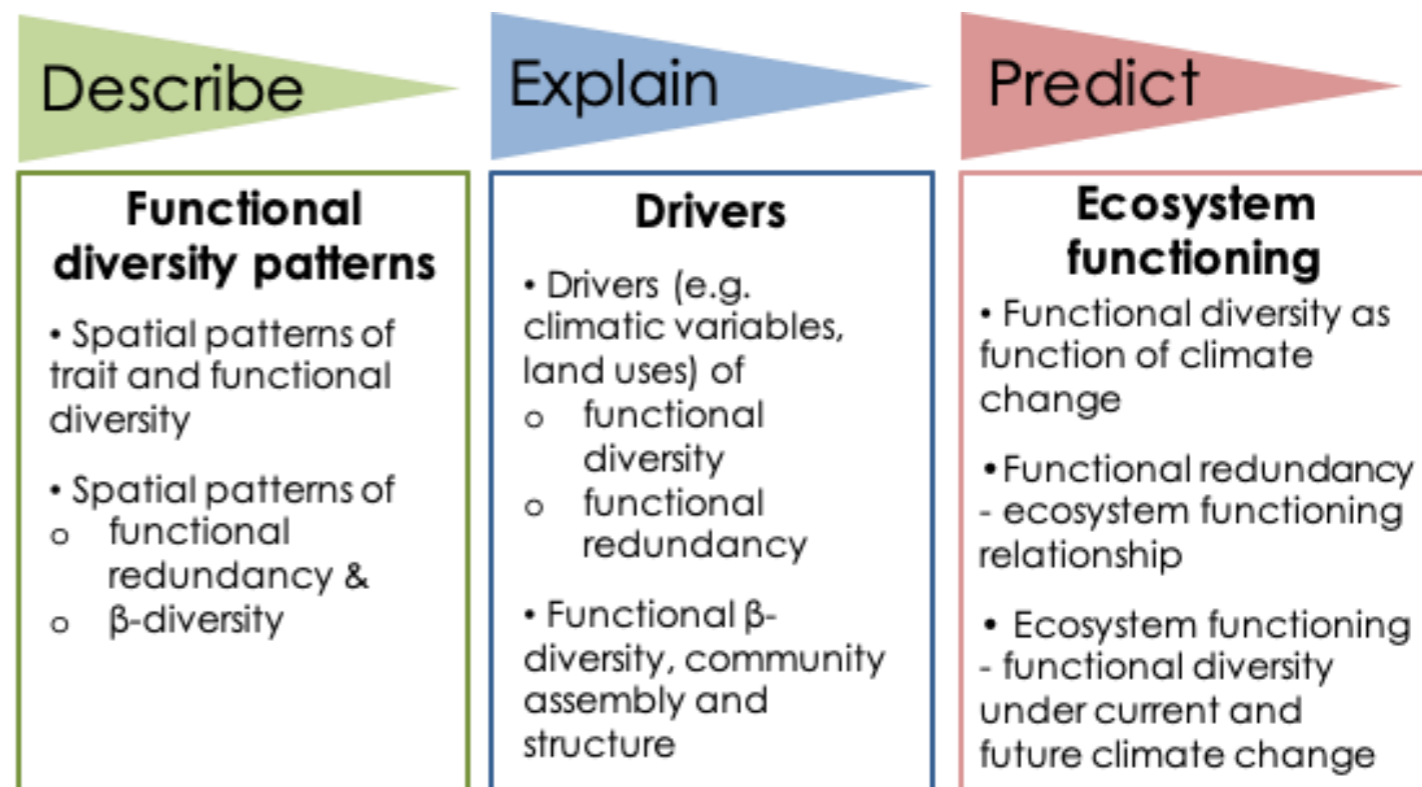 Describe
Explain
Predict
Functional
diversity patterns
• Spatial patterns of
trait and functional
diversity
• Spatial patterns of
o functional
redundancy &
o β-diversity
Drivers
• Drivers (e.g.
climatic variables,
land uses) of
o functional
diversity
o functional
redundancy
• Functional β-
diversity, community
assembly and
structure
Ecosystem
functioning
• Functional diversity as
function of climate
change
•Functional redundancy
- ecosystem functioning
relationship
• Ecosystem functioning
- functional diversity
under current and
future climate change